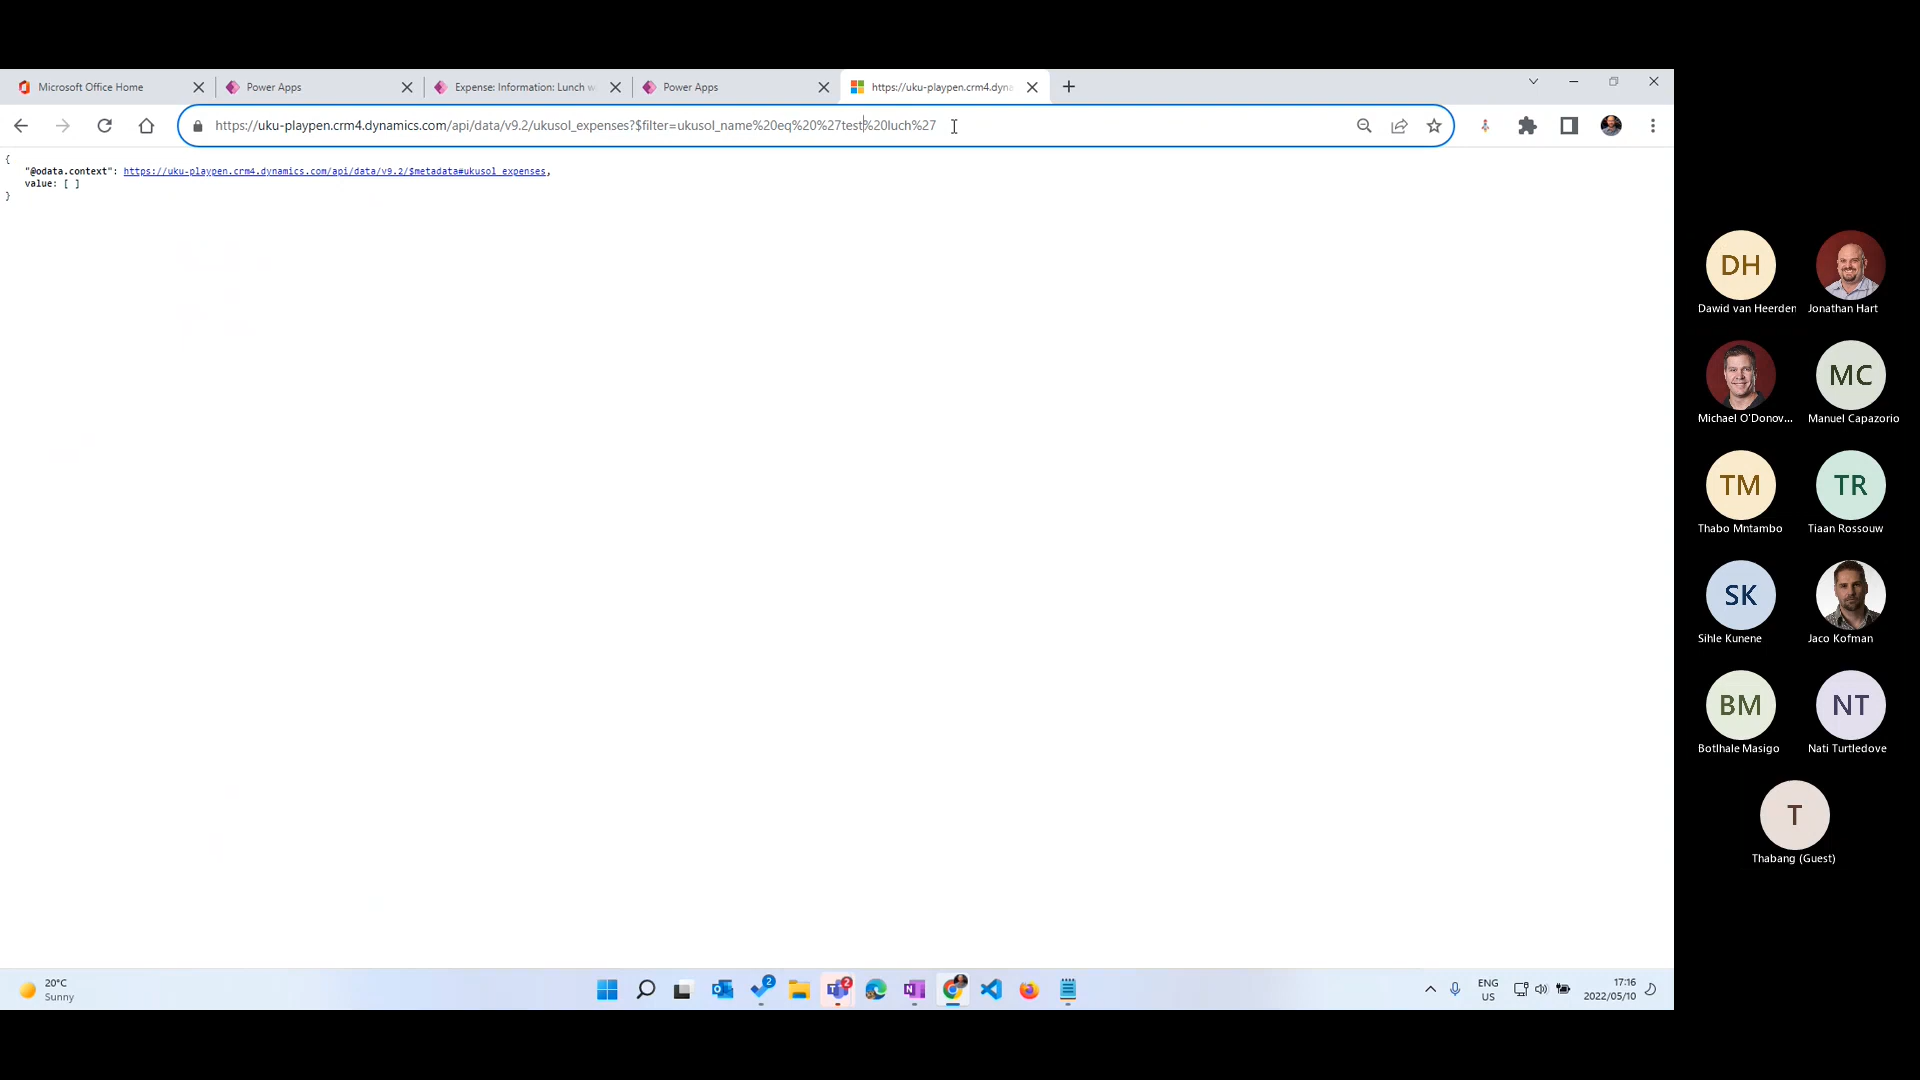 Microsoft Office Home
Power Apps
Expense: Information: Lunch w
Power Apps
https://uku-playpen.crm4.dyna
https://uku-playpen.crm4.dynamics.com/api/data/v9.2/ukusol_expenses?$filter=ukusol_name%20eq%20%27test%20luch%27
{
"@odata.context": https://uku-playpen.crm4.dynamics.com/api/data/v9.2/$metadata#ukusol_expenses,
value: [ ]
}
DH
Dawid van Heerden
Jonathan Hart
Michael O'Donov...
MC
Manuel Capazorio
TM
Thabo Mntambo
TR
Tiaan Rossouw
SK
Sihle Kunene
Jaco Kofman
BM
Botlhale Masigo
NT
Nati Turtledove
T
Thabang (Guest)
20°C
Sunny
2
2
ENG
US
17:16
2022/05/10